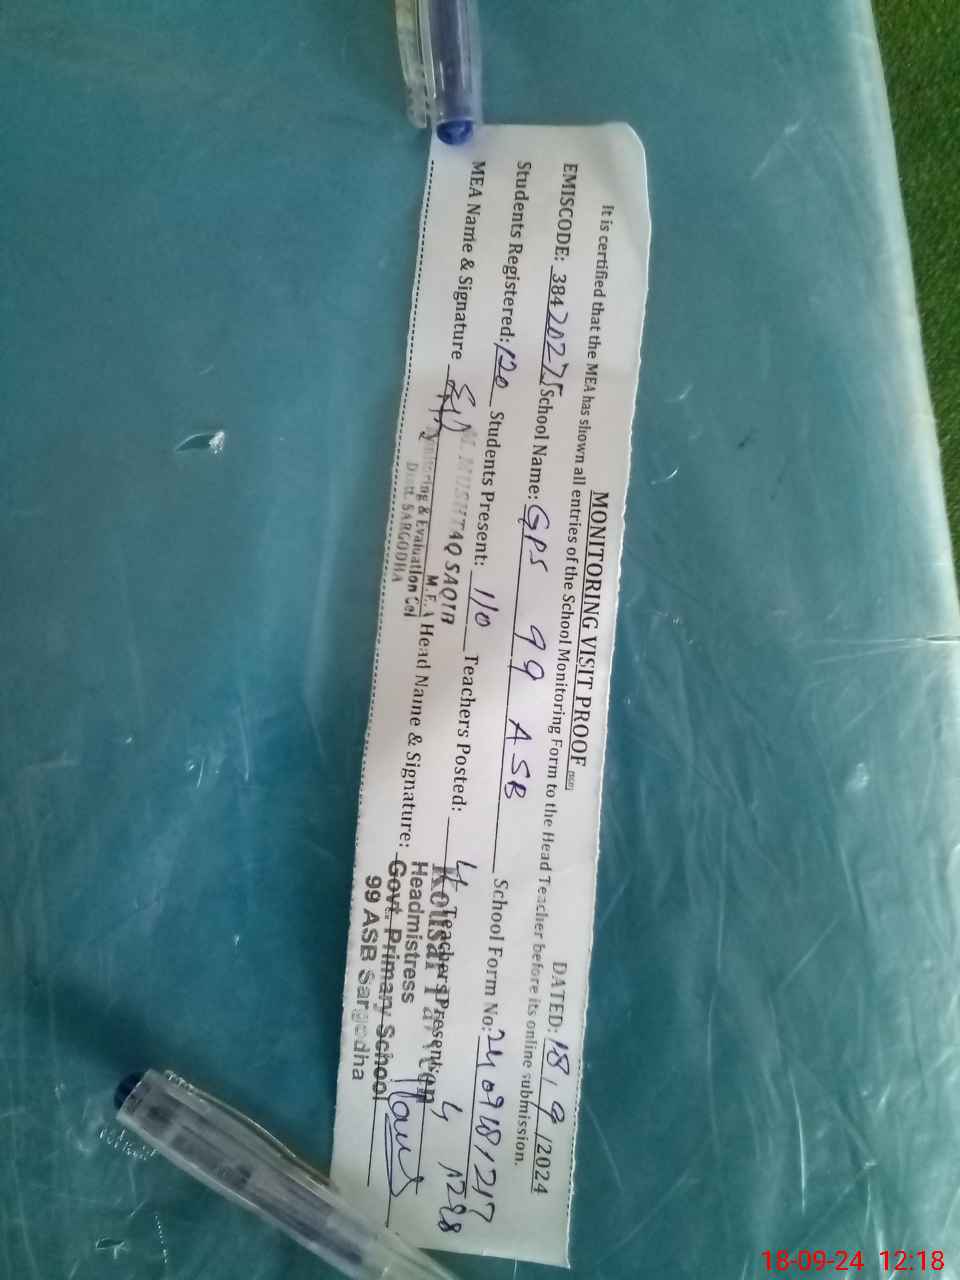 MONITORING VISIT PROOF
DATED: 18/9/2024
It is certified that the MEA has shown all entries of the School Monitoring Form to the Head Teacher before its online submission.
EMISCODE: 38420275 School Name: GPS 99 ASB School Form No:
Students Registered: 120 Students Present: 110 Teachers Posted: 4 Teachers Present: 4
MEA Name & Signature Head Name & Signature:
M. MUSHTAQ SAQIB
M.E.A
Monitoring & Evaluation Cel
Distt. SARGODHA
Kousar
Headmistress
Govt. Primary School
99 ASB Sargodha
18-09-24 12:18